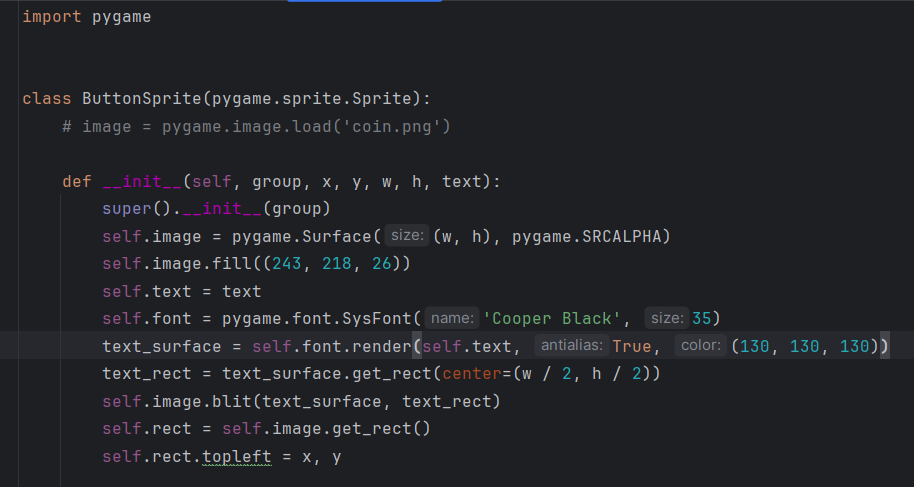 import pygame
class ButtonSprite(pygame.sprite.Sprite):
    # image = pygame.image.load('coin.png')
    def __init__(self, group, x, y, w, h, text):
        super().__init__(group)
        self.image = pygame.Surface( size: (w, h), pygame.SRCALPHA)
        self.image.fill((243, 218, 26))
        self.text = text
        self.font = pygame.font.SysFont( name: 'Cooper Black', size: 35)
        text_surface = self.font.render(self.text, antialias: True, color: (130, 130, 130))
        text_rect = text_surface.get_rect(center=(w / 2, h / 2))
        self.image.blit(text_surface, text_rect)
        self.rect = self.image.get_rect()
        self.rect.topleft = x, y